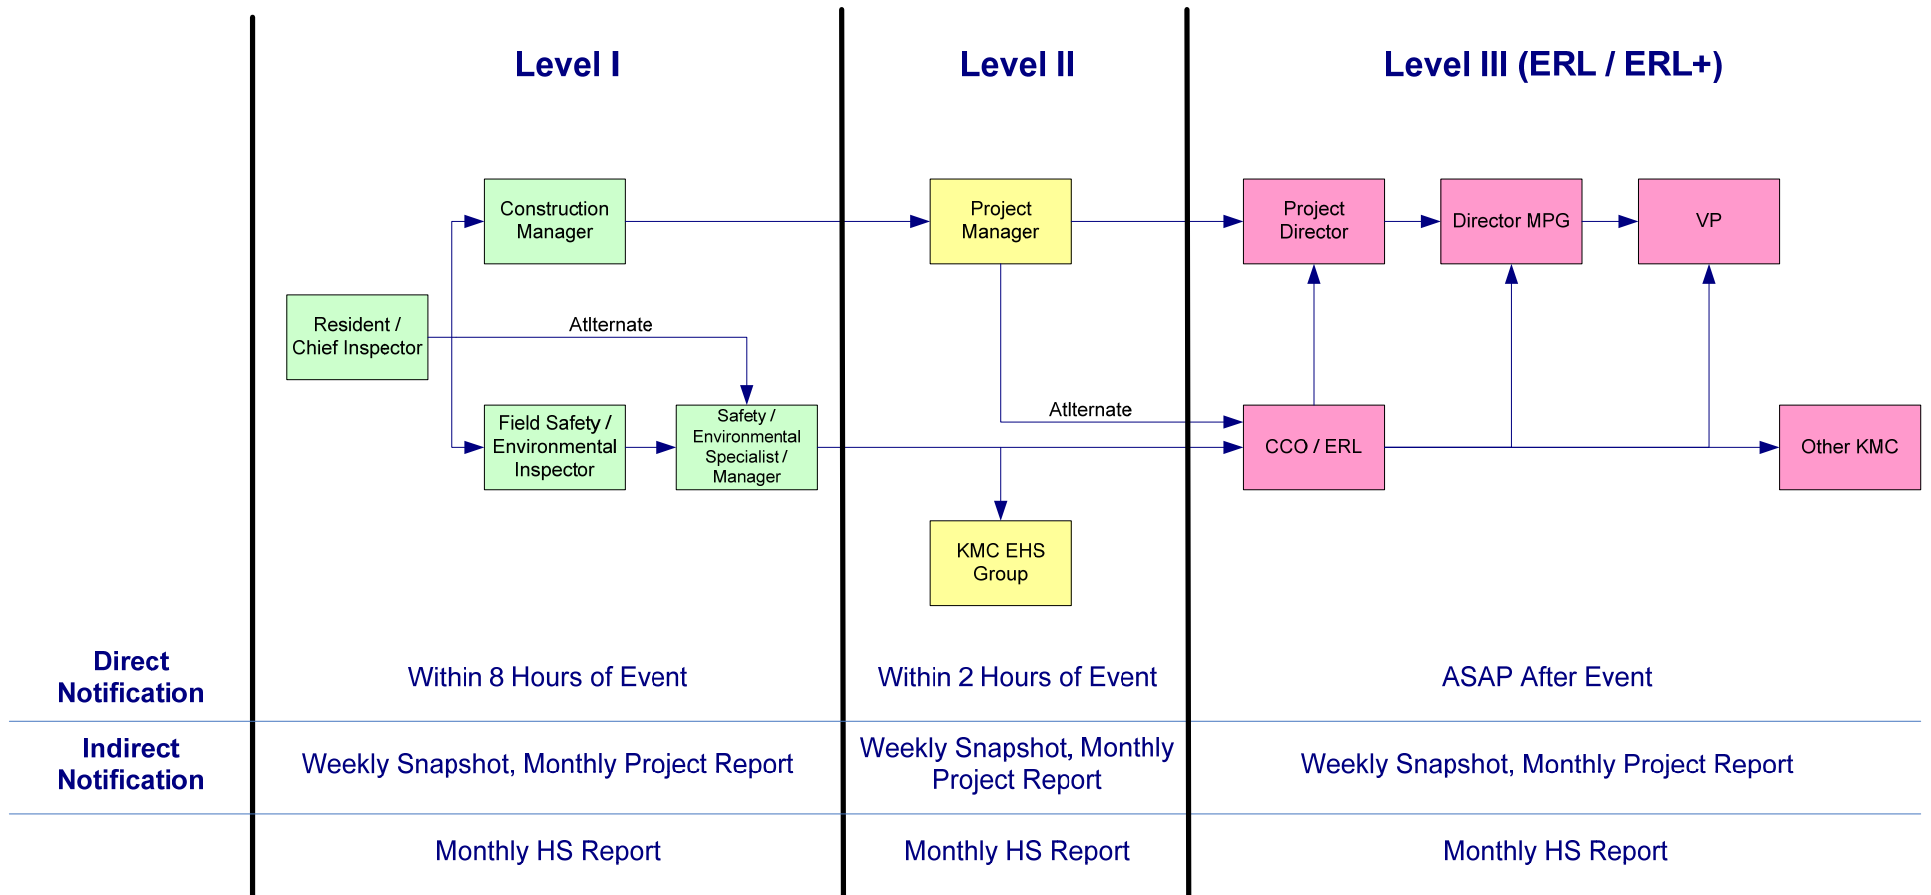 Level I
Level II
Level III (ERL / ERL+)
Construction
Manager
Project
Manager
Project
Director
Director MPG
VP
Resident /
Chief Inspector
Atlternate
Field Safety /
Environmental
Inspector
Safety /
Environmental
Specialist /
Manager
Atlternate
CCO / ERL
Other KMC
KMC EHS
Group
Direct
Notification
Within 8 Hours of Event
Within 2 Hours of Event
ASAP After Event
Indirect
Notification
Weekly Snapshot, Monthly Project Report
Weekly Snapshot, Monthly
Project Report
Weekly Snapshot, Monthly Project Report
Monthly HS Report
Monthly HS Report
Monthly HS Report